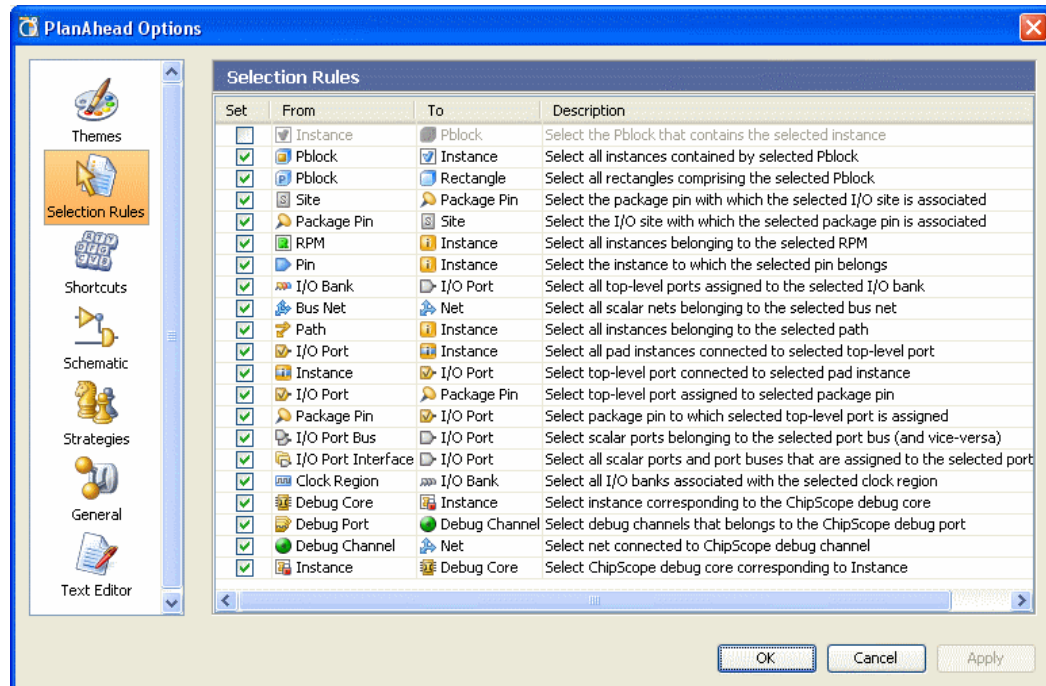 PlanAhead Options
Themes
Selection Rules
Shortcuts
Schematic
Strategies
General
Text Editor
Selection Rules
Set From To Description
Instance Pblock Select the Pblock that contains the selected instance
Pblock Instance Select all instances contained by selected Pblock
Pblock Rectangle Select all rectangles comprising the selected Pblock
Site Package Pin Select the package pin with which the selected I/O site is associated
Package Pin Site Select the I/O site with which the selected package pin is associated
RPM Instance Select all instances belonging to the selected RPM
Pin Instance Select the instance to which the selected pin belongs
I/O Bank I/O Port Select all top-level ports assigned to the selected I/O bank
Bus Net Net Select all scalar nets belonging to the selected bus net
Path Instance Select all instances belonging to the selected path
I/O Port Instance Select all pad instances connected to selected top-level port
Instance I/O Port Select top-level port connected to selected pad instance
I/O Port Package Pin Select top-level port assigned to selected package pin
Package Pin I/O Port Select package pin to which selected top-level port is assigned
I/O Port Bus I/O Port Select scalar ports belonging to the selected port bus (and vice-versa)
I/O Port Interface I/O Port Select all scalar ports and port buses that are assigned to the selected port
Clock Region I/O Bank Select all I/O banks associated with the selected clock region
Debug Core Instance Select instance corresponding to the ChipScope debug core
Debug Port Debug Channel Select debug channels that belongs to the ChipScope debug port
Debug Channel Net Select net connected to ChipScope debug channel
Instance Debug Core Select ChipScope debug core corresponding to Instance
OK Cancel Apply